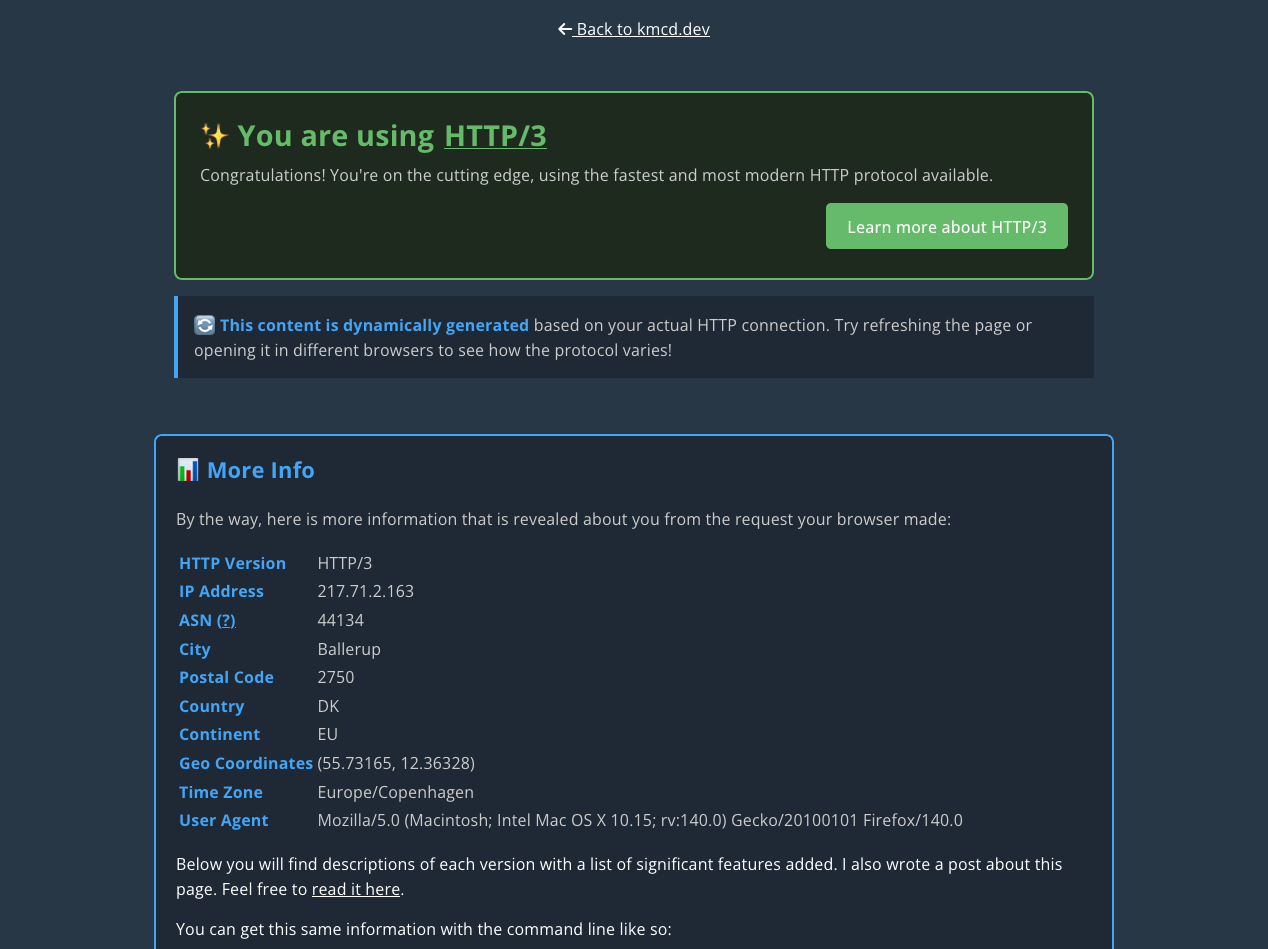 Back to kmcd.dev
✨ You are using HTTP/3
Congratulations! You're on the cutting edge, using the fastest and most modern HTTP protocol available.
Learn more about HTTP/3
🔄 This content is dynamically generated based on your actual HTTP connection. Try refreshing the page or
opening it in different browsers to see how the protocol varies!
📊 More Info
By the way, here is more information that is revealed about you from the request your browser made:
HTTP Version HTTP/3
IP Address 217.71.2.163
ASN (?) 44134
City Ballerup
Postal Code 2750
Country DK
Continent EU
Geo Coordinates (55.73165, 12.36328)
Time Zone Europe/Copenhagen
User Agent Mozilla/5.0 (Macintosh; Intel Mac OS X 10.15; rv:140.0) Gecko/20100101 Firefox/140.0
Below you will find descriptions of each version with a list of significant features added. I also wrote a post about this
page. Feel free to read it here.
You can get this same information with the command line like so: